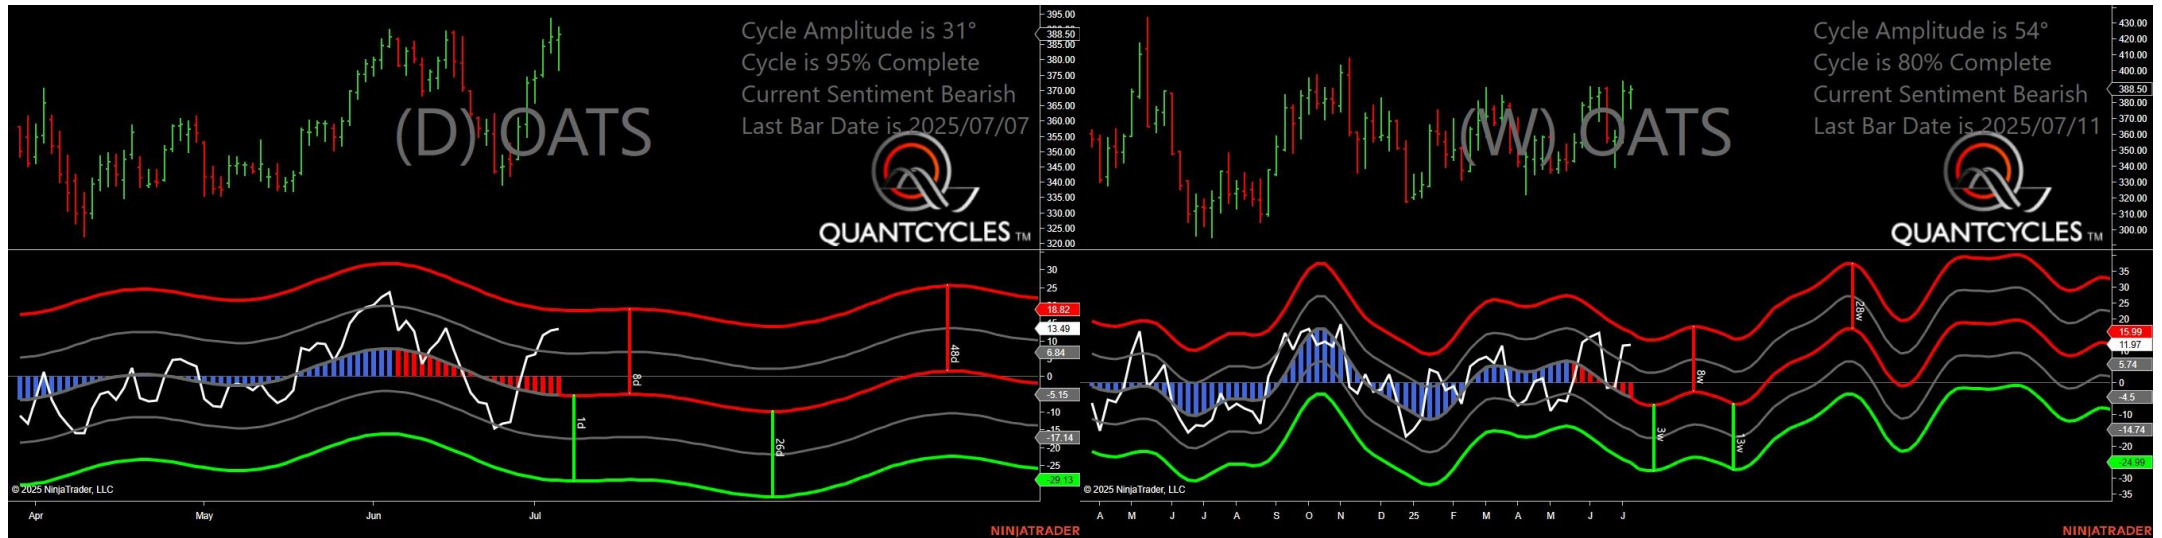 Cycle Amplitude is 31°
Cycle is 95% Complete
Current Sentiment Bearish
Last Bar Date is 2025/07/07
(D) OATS
QUANTCYCLES TM
395.00
388.50
385.00
380.00
375.00
370.00
365.00
360.00
355.00
350.00
345.00
340.00
335.00
330.00
325.00
320.00
30
25
18.82
15
13.49
6.84
0
-5.15
-10
-17.14
-20
-25
-29.13
1d
8d
26d
48d
© 2025 NinjaTrader, LLC
Apr May Jun Jul
NINJATRADER
Cycle Amplitude is 54°
Cycle is 80% Complete
Current Sentiment Bearish
Last Bar Date is 2025/07/11
(W) OATS
QUANTCYCLES TM
430.00
420.00
410.00
400.00
388.50
380.00
370.00
360.00
350.00
340.00
330.00
320.00
310.00
300.00
35
30
25
20
15.99
11.97
10
5.74
0
-4.5
-10
-14.74
-20
-24.99
-30
-35
3w
8w
13w
28w
© 2025 NinjaTrader, LLC
A M J J A S O N D 25 F M A M J J
NINJATRADER